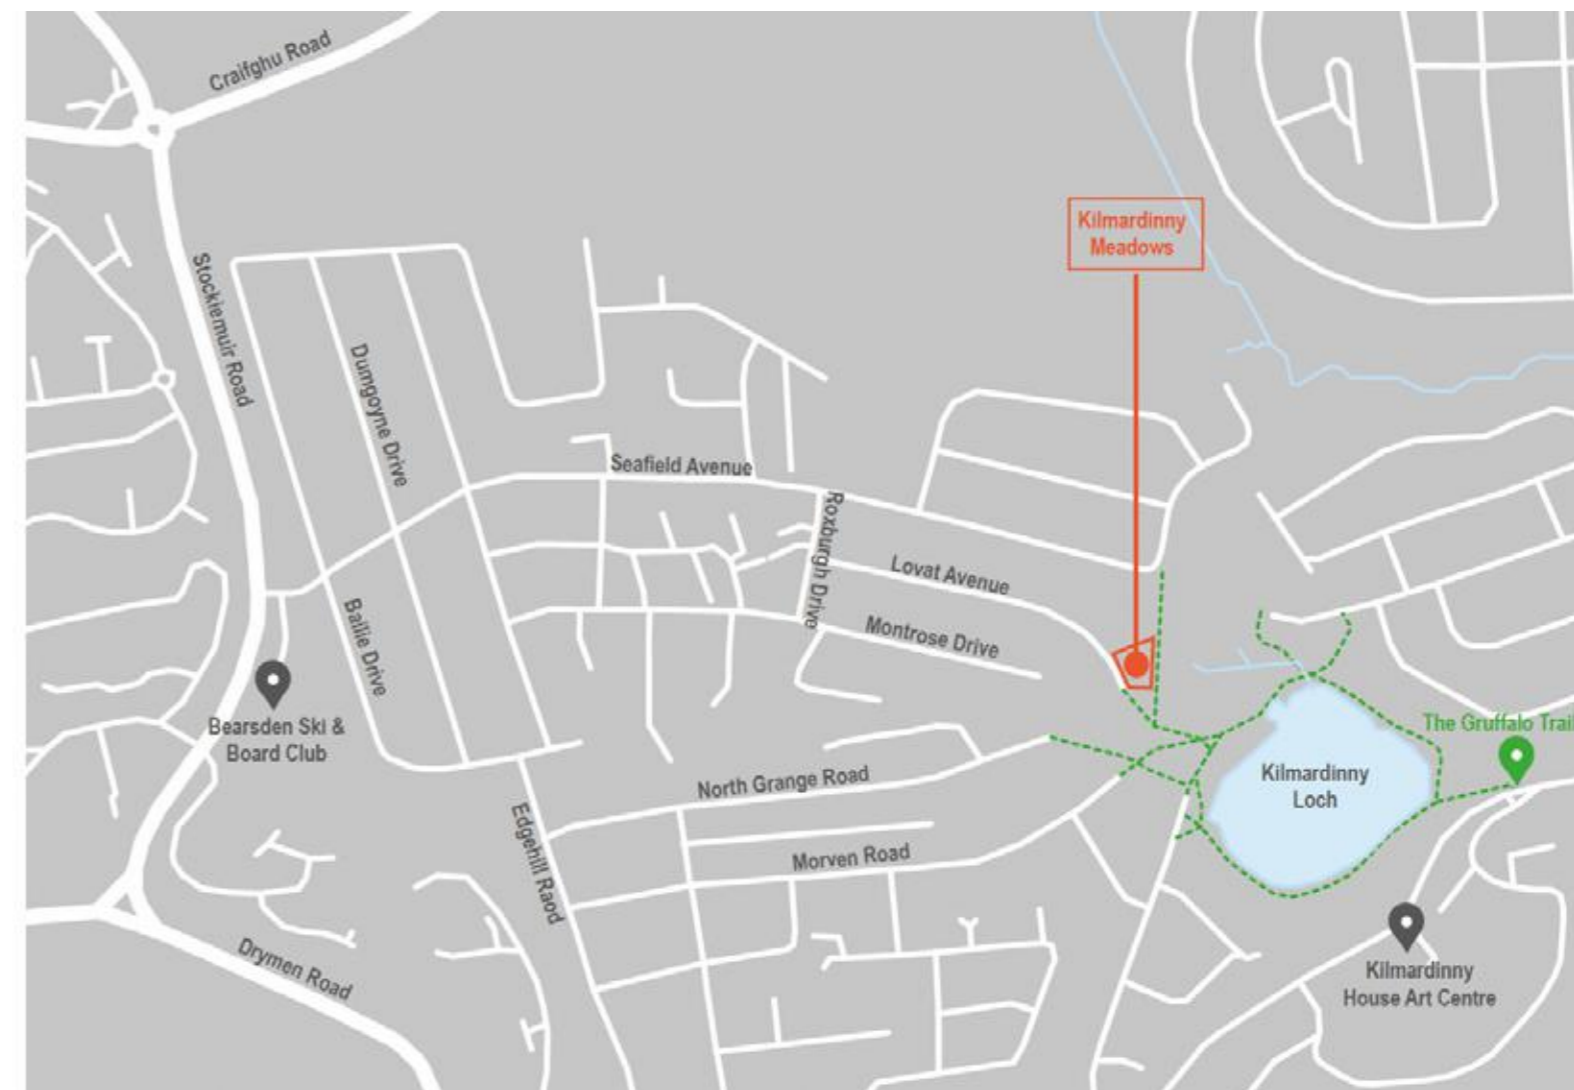 Craifghu Road
Kilmardinny
Meadows
Stockiemuir Road
Dumgoyne Drive
Seafield Avenue
Roxburgh Drive
Lovat Avenue
Montrose Drive
Bailie Drive
Bearsden Ski &
Board Club
The Gruffalo Trail
Kilmardinny
Loch
North Grange Road
Edgehill Raod
Morven Road
Drymen Road
Kilmardinny
House Art Centre